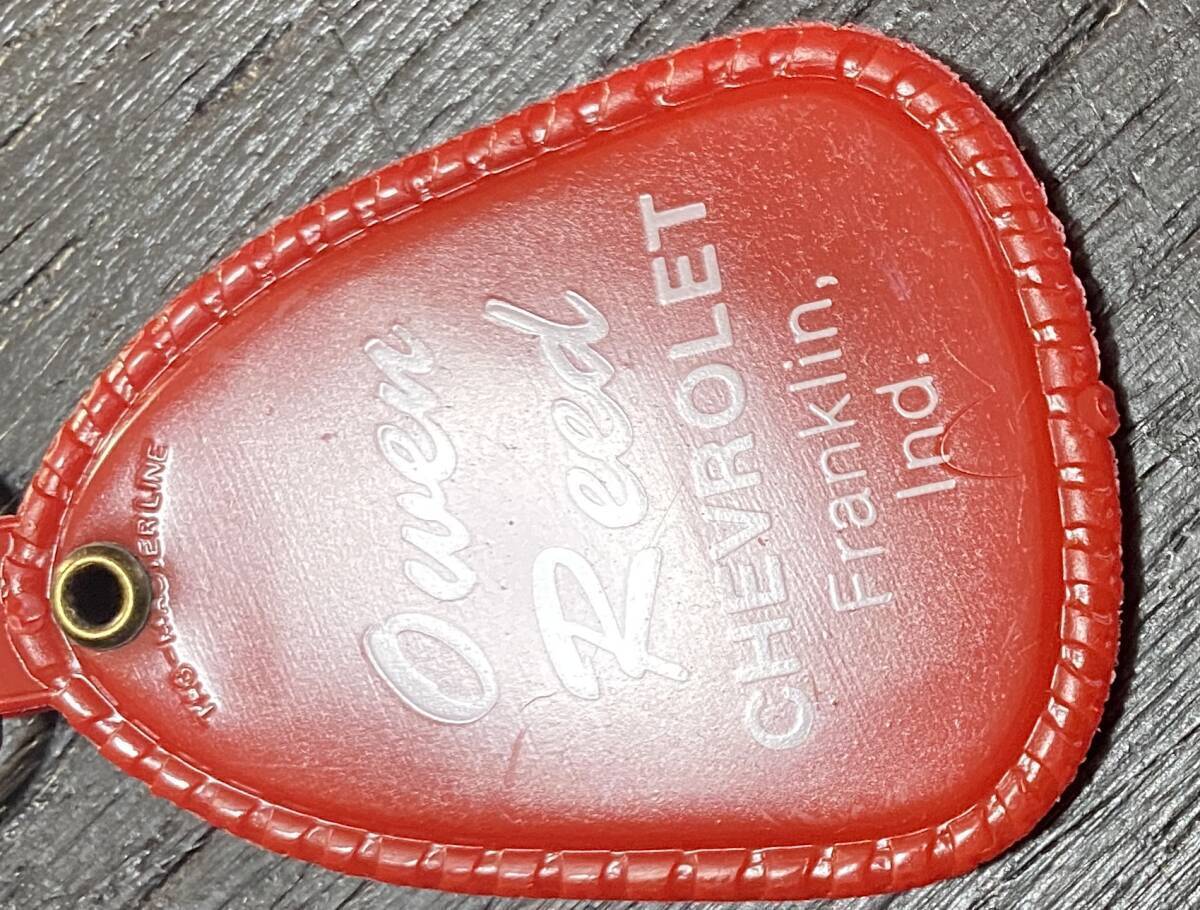 Owen
Reed
CHEVROLET
Franklin,
Ind.